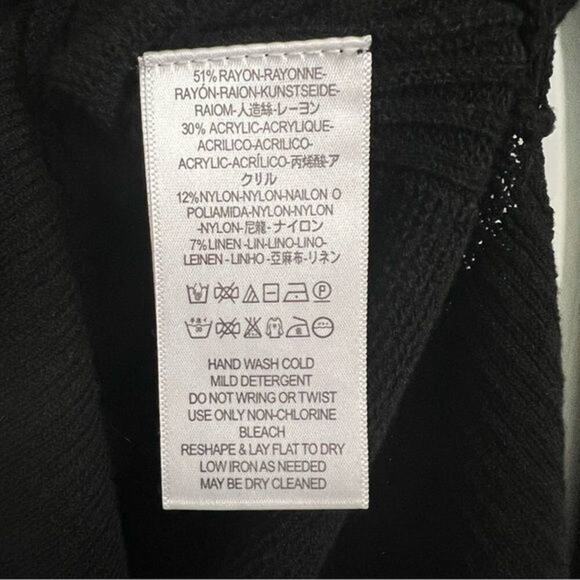 51% RAYON-RAYONNE-
RAYÓN-RAION-KUNSTSEIDE-
RAIOM-人造絲-レーヨン
30% ACRYLIC-ACRYLIQUE-
ACRILICO-ACRILICO-
ACRYLIC-ACRÍLICO-丙烯酸-ア
クリル
12%NYLON-NYLON-NAILON O
POLIAMIDA-NYLON-NYLON
-NYLON-尼龍-ナイロン
7% LINEN -LIN-LINO-LINO-
LEINEN - LINHO -亞麻布-リネン
HAND WASH COLD
MILD DETERGENT
DO NOT WRING OR TWIST
USE ONLY NON-CHLORINE
BLEACH
RESHAPE & LAY FLAT TO DRY
LOW IRON AS NEEDED
MAY BE DRY CLEANED